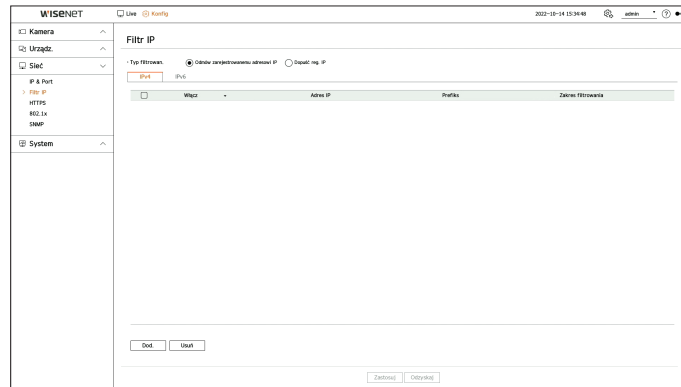 WISENET
Live Konfig
2022-10-14 15:34:48 admin ?
Kamera
Urządz.
Sieć
IP & Port
> Filtr IP
HTTPS
802.1x
SNMP
System
Filtr IP
Typ filtrowan. Odmów zarejestrowanemu adresowi IP Dopuść reg. IP
IPv4 IPv6
Włącz Adres IP Prefiks Zakres filtrowania
Dod. Usuń
Zastosuj Odzyskaj